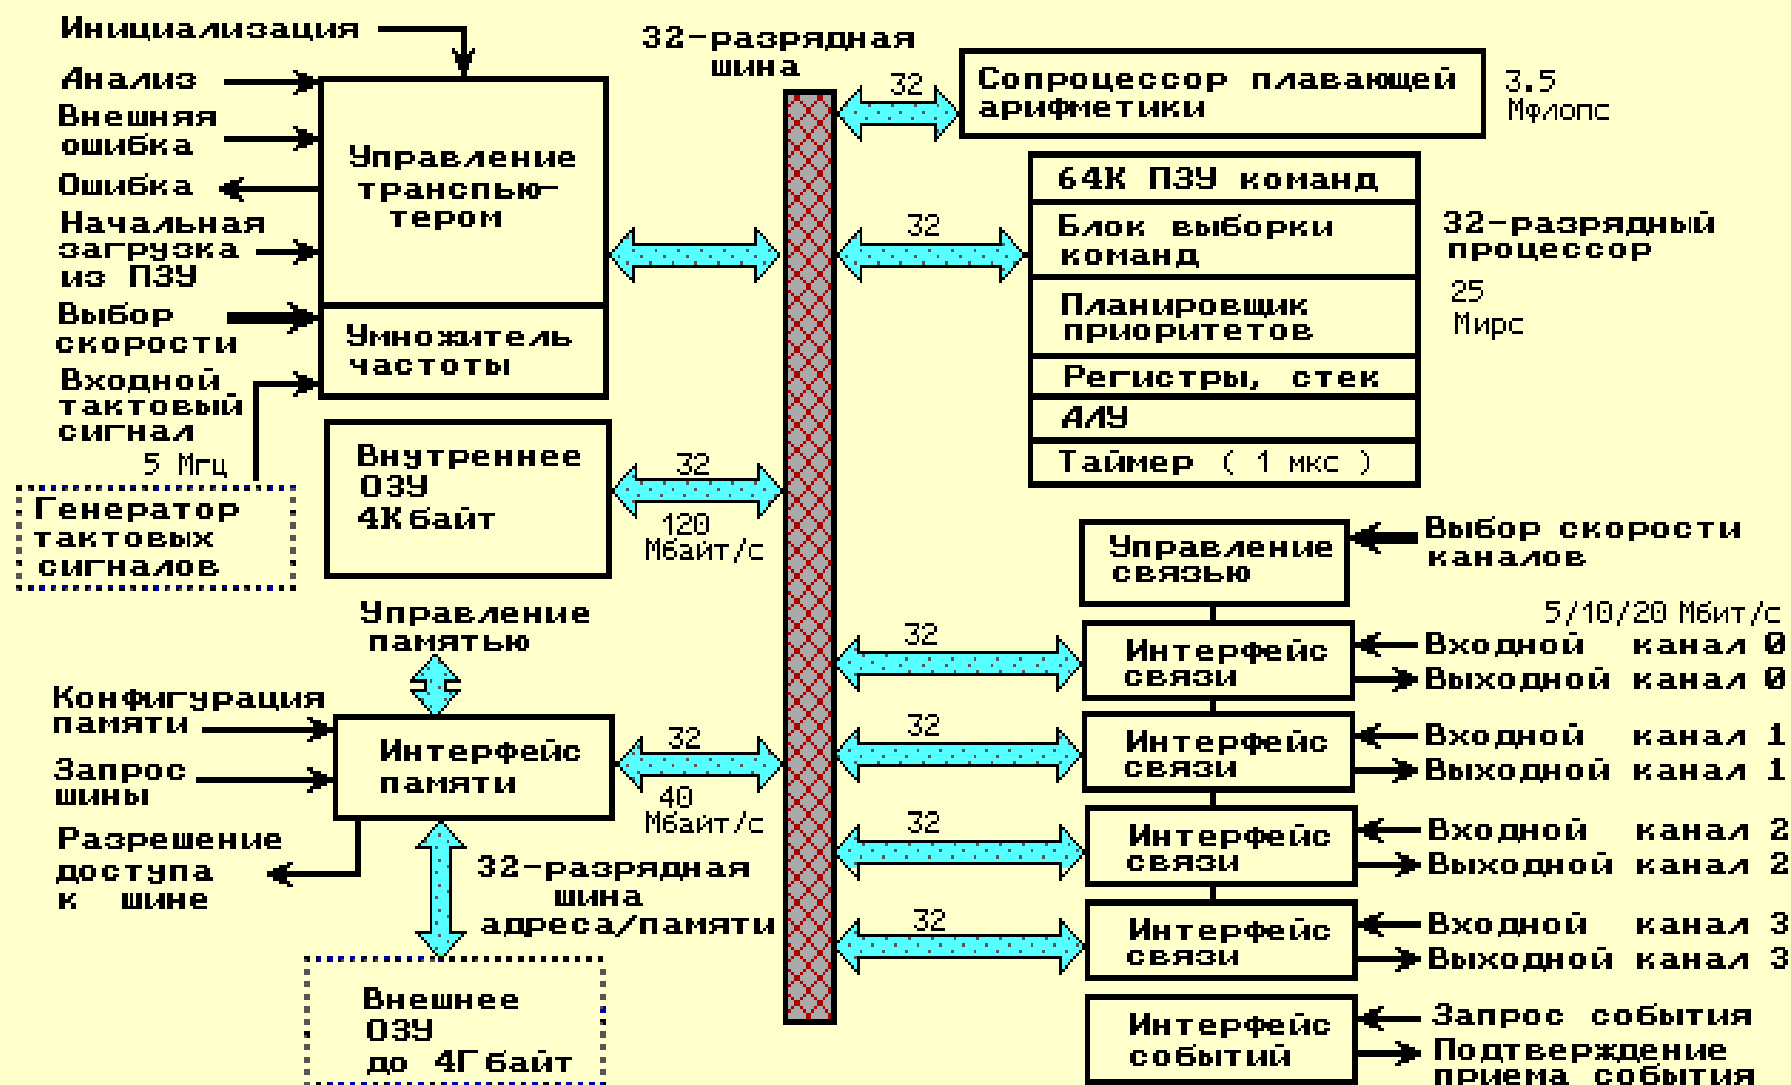 Инициализация
Анализ
Внешняя
ошибка
Ошибка
Начальная
загрузка
из ПЗУ
Выбор
скорости
Входной
тактовый
сигнал
5 Мгц
Генератор
тактовых
сигналов
Управление
транспью-
тером
Умножитель
частоты
Внутреннее
ОЗУ
4К байт
32
120
Мбайт/с
Управление
памятью
Конфигурация
памяти
Запрос
шины
Разрешение
доступа
к шине
Интерфейс
памяти
32
40
Мбайт/с
32-разрядная
шина
адреса/памяти
Внешнее
ОЗУ
до 4Г байт
32-разрядная
шина
32
Сопроцессор плавающей
арифметики
3.5
Мфлопс
32
64К ПЗУ команд
Блок выборки
команд
Планировщик
приоритетов
Регистры, стек
АЛУ
Таймер ( 1 мкс )
32-разрядный
процессор
25
Мирс
Управление
связью
Выбор скорости
каналов
5/10/20 Мбит/с
32
Интерфейс
связи
Входной канал 0
Выходной канал 0
32
Интерфейс
связи
Входной канал 1
Выходной канал 1
32
Интерфейс
связи
Входной канал 2
Выходной канал 2
32
Интерфейс
связи
Входной канал 3
Выходной канал 3
Интерфейс
событий
Запрос события
Подтверждение
приема события